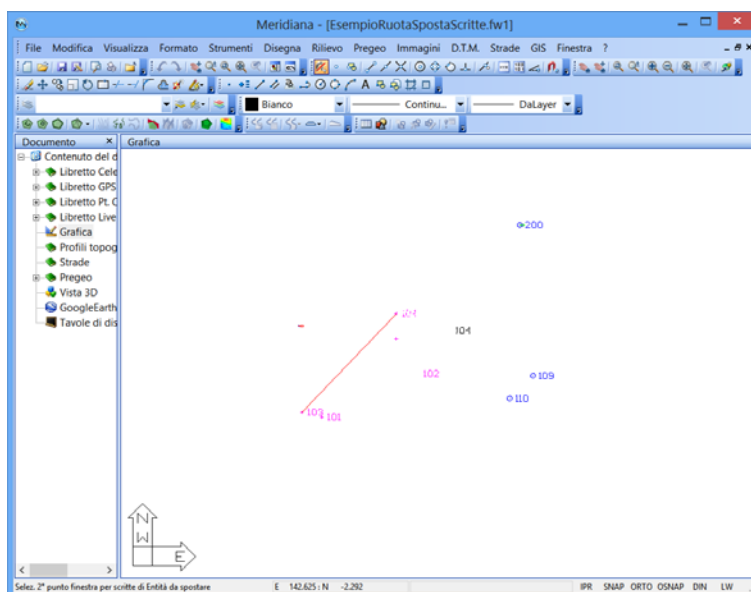 Meridiana - [EsempioRuotaSpostaScritte.fw1]
File Modifica Visualizza Formato Strumenti Disegna Rilievo Pregeo Immagini D.T.M. Strade GIS Finestra ?
Bianco Continu... DaLayer
Documento × Grafica
Contenuto del d
Libretto Cele
Libretto GPS
Libretto Pt. C
Libretto Live
Grafica
Profili topog
Strade
Pregeo
Vista 3D
GoogleEarth
Tavole di dis
200
104
102
109
110
103
101
N
W
E
Selez. 2° punto finestra per scritte di Entità da spostare E 142.625 : N -2.292 IPR SNAP ORTO OSNAP DIN LW